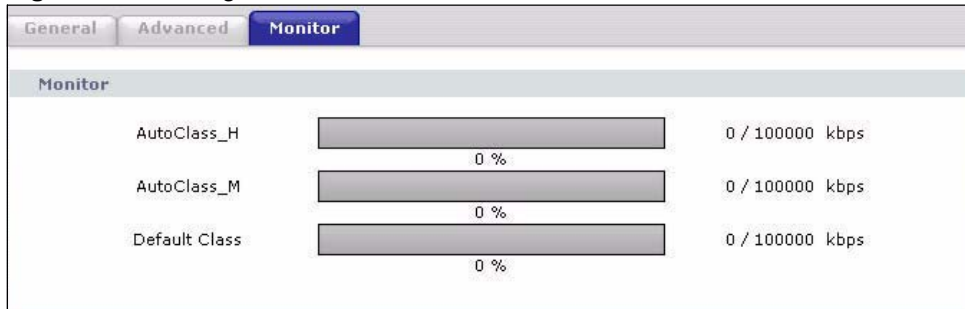 General Advanced Monitor
Monitor
AutoClass_H 0 / 100000 kbps
0 %
AutoClass_M 0 / 100000 kbps
0 %
Default Class 0 / 100000 kbps
0 %